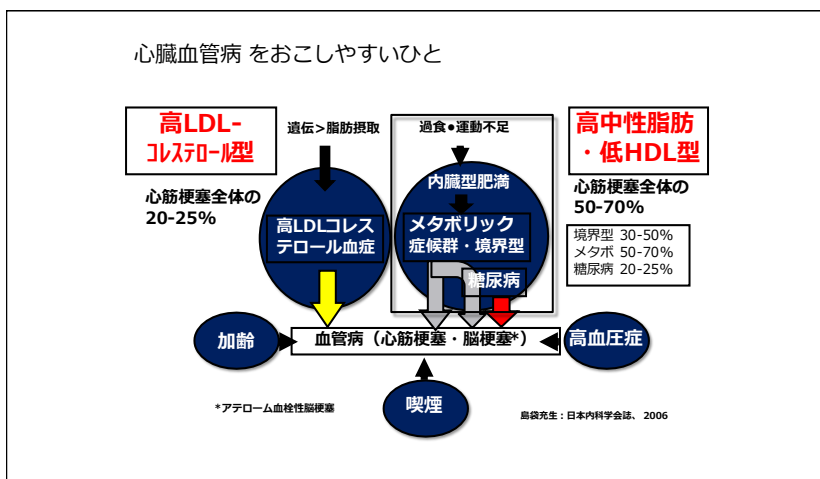 心臓血管病 をおこしやすいひと
高LDL-
ｺﾚｽﾃﾛｰﾙ型
心筋梗塞全体の
20-25%
遺伝>脂肪摂取
高LDLコレス
テロール血症
過食●運動不足
内臓型肥満
メタボリック
症候群・境界型
糖尿病
高中性脂肪
・低HDL型
心筋梗塞全体の
50-70%
境界型 30-50%
メタボ 50-70%
糖尿病 20-25%
加齢
血管病（心筋梗塞・脳梗塞*）
高血圧症
喫煙
*アテローム血栓性脳梗塞
島袋充生：日本内科学会誌、2006